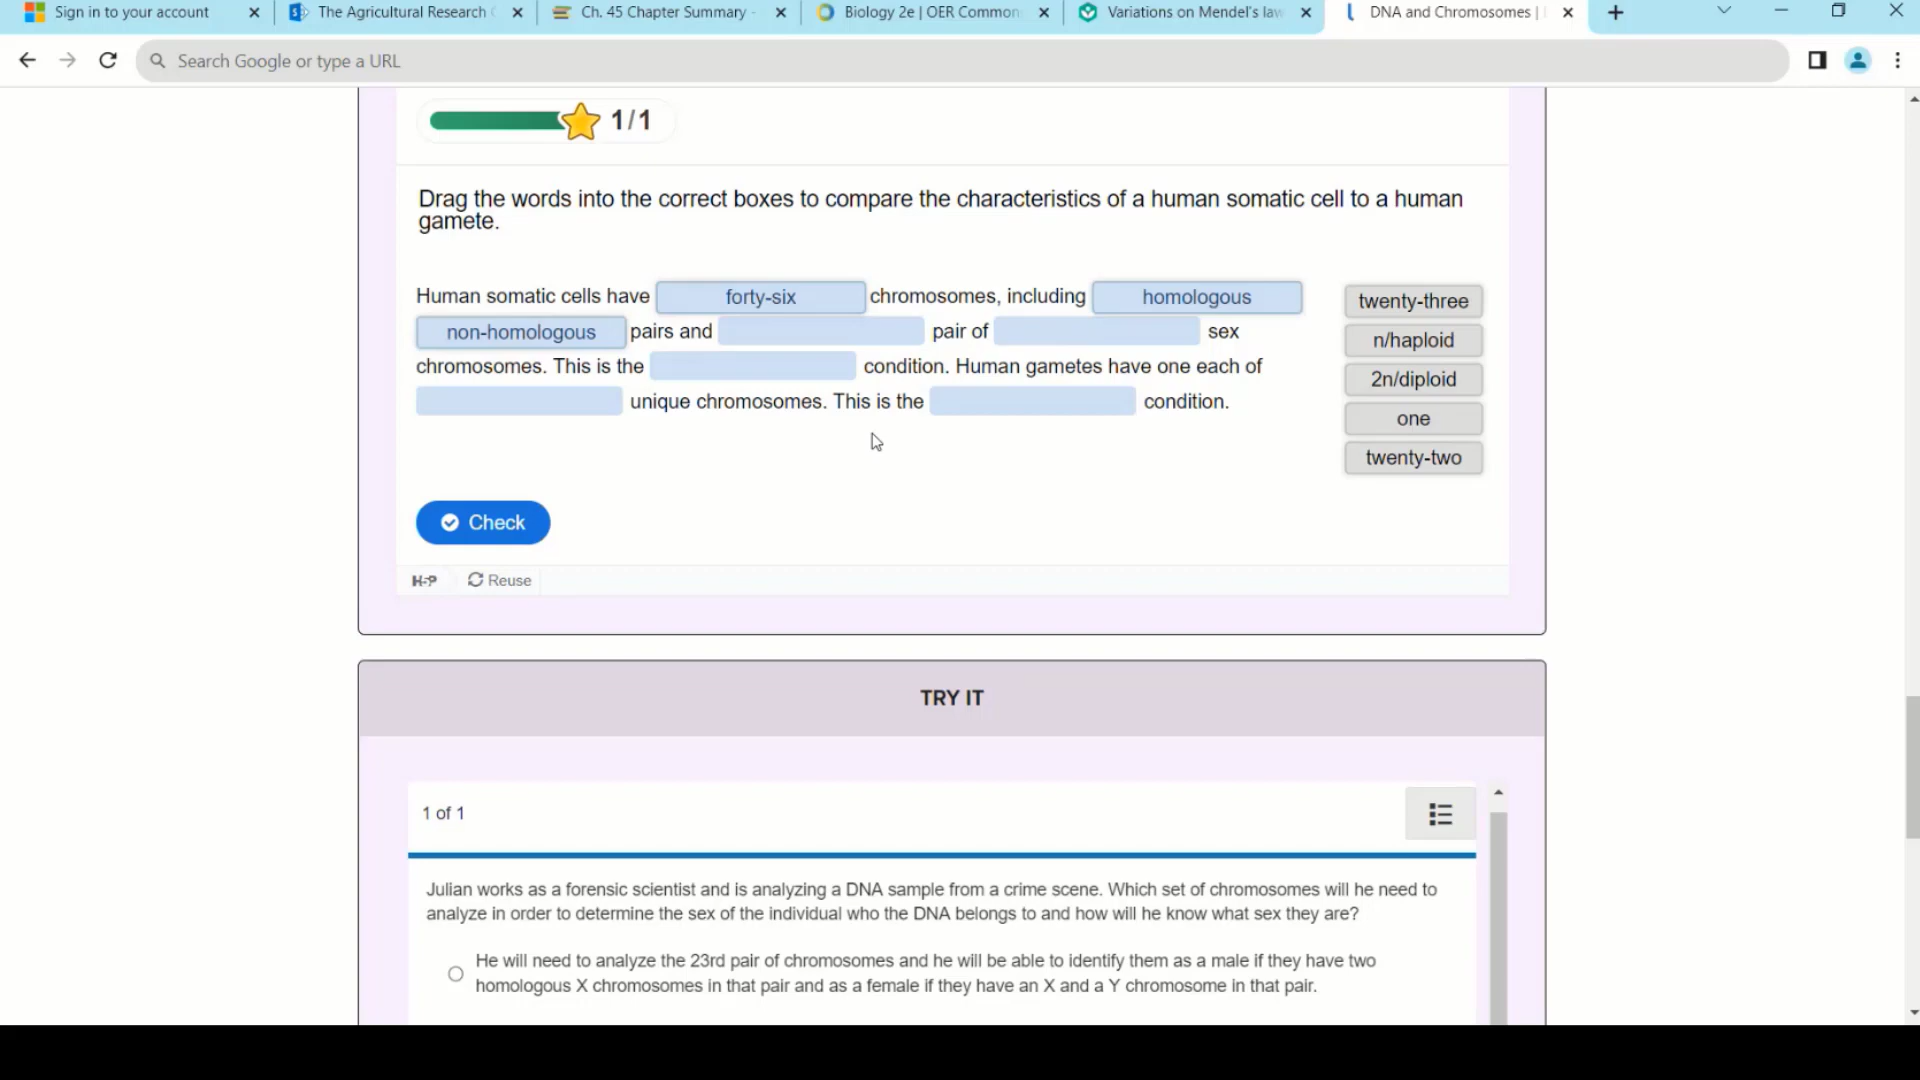 Sign in to your account
The Agricultural Research
Ch. 45 Chapter Summary -
Biology 2e | OER Common
Variations on Mendel's law
DNA and Chromosomes |
Search Google or type a URL
1/1
Drag the words into the correct boxes to compare the characteristics of a human somatic cell to a human
gamete.
Human somatic cells have forty-six chromosomes, including homologous
non-homologous pairs and pair of sex
chromosomes. This is the condition. Human gametes have one each of
unique chromosomes. This is the condition.
twenty-three
n/haploid
2n/diploid
one
twenty-two
Check
H-P Reuse
TRY IT
1 of 1
Julian works as a forensic scientist and is analyzing a DNA sample from a crime scene. Which set of chromosomes will he need to
analyze in order to determine the sex of the individual who the DNA belongs to and how will he know what sex they are?
He will need to analyze the 23rd pair of chromosomes and he will be able to identify them as a male if they have two
homologous X chromosomes in that pair and as a female if they have an X and a Y chromosome in that pair.